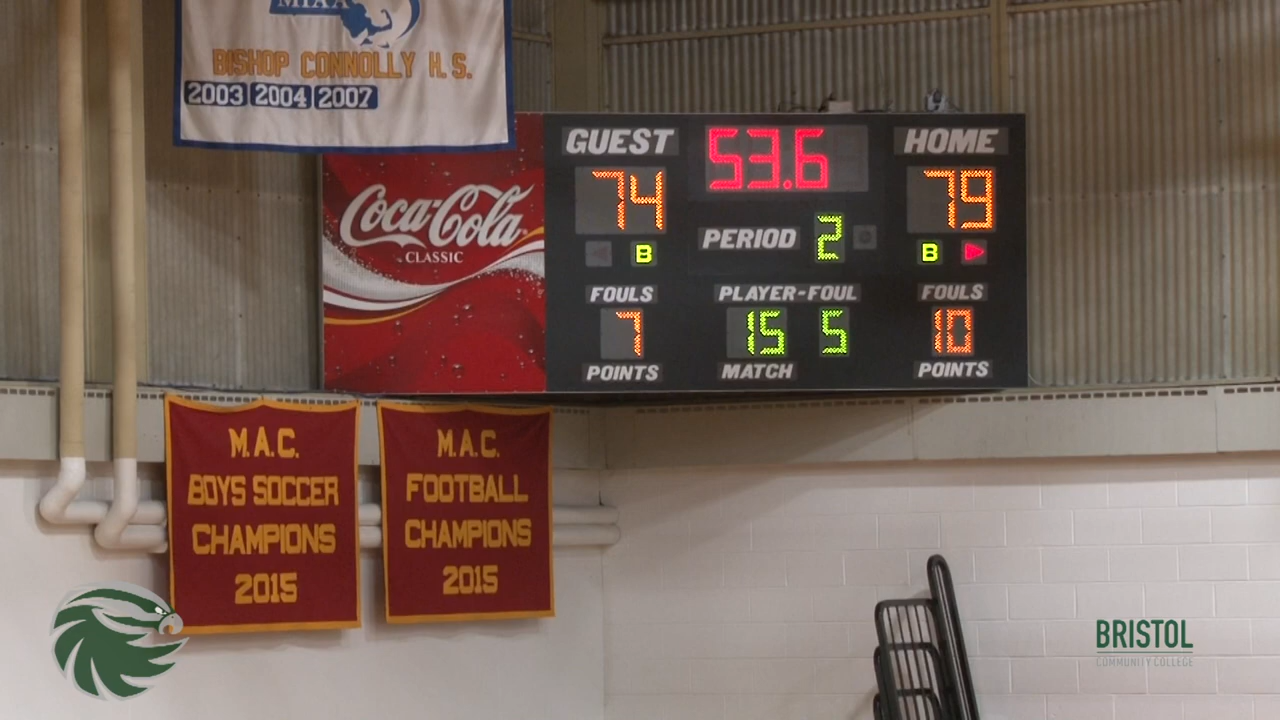 MIAA
BISHOP CONNOLLY H.S.
2003 2004 2007
GUEST
53.6
HOME
74
79
PERIOD 2
B
B
Coca-Cola
CLASSIC
FOULS
PLAYER-FOUL
FOULS
7
15 5
10
POINTS
MATCH
POINTS
M.A.C.
BOYS SOCCER
CHAMPIONS
2015
M.A.C.
FOOTBALL
CHAMPIONS
2015
BRISTOL
COMMUNITY COLLEGE